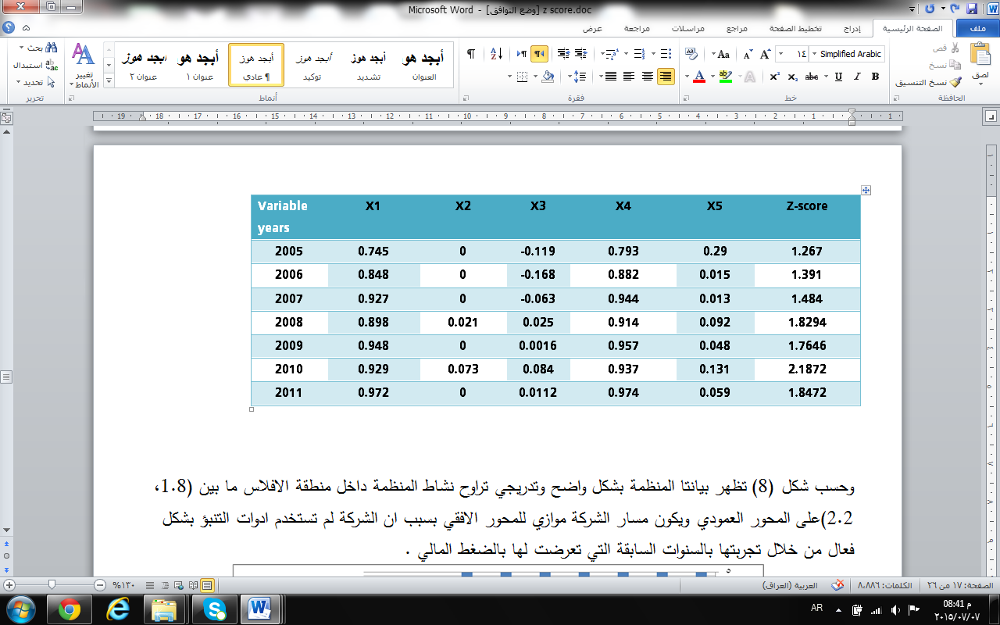 z score.doc [وضع التوافق] - Microsoft Word
ملف
الصفحة الرئيسية
إدراج
تخطيط الصفحة
مراجع
مراسلات
مراجعة
عرض
لصق
قص
نسخ
نسخ التنسيق
الحافظة
Simplified Arabic
١٤
خط
فقرة
أبجد هوز
العنوان
أبجد هوز
تشديد
أبجد هوز
توكيد
أبجد هوز
¶ عادي
أبجد هو
عنوان ١
أبجد هوز
عنوان ٢
أنماط
تغيير الأنماط
بحث
استبدال
تحديد
تحرير
Variable years X1 X2 X3 X4 X5 Z-score
2005 0.745 0 -0.119 0.793 0.29 1.267
2006 0.848 0 -0.168 0.882 0.015 1.391
2007 0.927 0 -0.063 0.944 0.013 1.484
2008 0.898 0.021 0.025 0.914 0.092 1.8294
2009 0.948 0 0.0016 0.957 0.048 1.7646
2010 0.929 0.073 0.084 0.937 0.131 2.1872
2011 0.972 0 0.0112 0.974 0.059 1.8472
وحسب شكل (8) تظهر بيانتا المنظمة بشكل واضح وتدريجي تراوح نشاط المنظمة داخل منطقة الافلاس ما بين (1.8،
2.2)على المحور العمودي ويكون مسار الشركة موازي للمحور الافقي بسبب ان الشركة لم تستخدم ادوات التنبؤ بشكل
فعال من خلال تجربتها بالسنوات السابقة التي تعرضت لها بالضغط المالي .
الصفحة: ١٧ من ٢٦
الكلمات: ٨،٨٨٦
العربية (العراق)
١٣٠%
AR
08:41 م
٢٠١٥/٠٧/٠٧